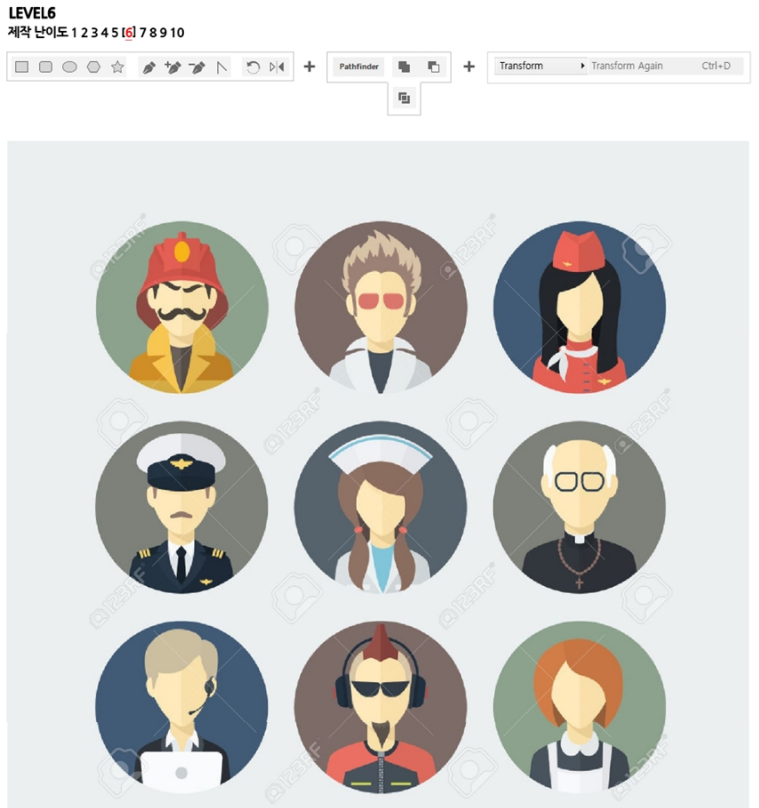 LEVEL6
제작 난이도 1 2 3 4 5 [6] 7 8 9 10
Pathfinder
Transform
Transform Again
Ctrl+D
123RF
123RF
123RF
123RF
123RF
123RF
123RF
123RF
123RF